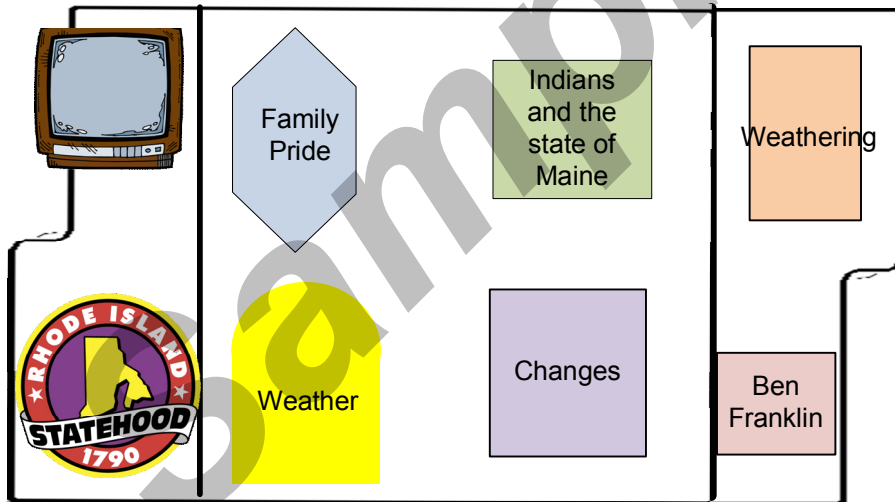 Family
Pride
Indians
and the
state of
Maine
Weathering
RHODE ISLAND
STATEHOOD
1790
Weather
Changes
Ben
Franklin
Sample